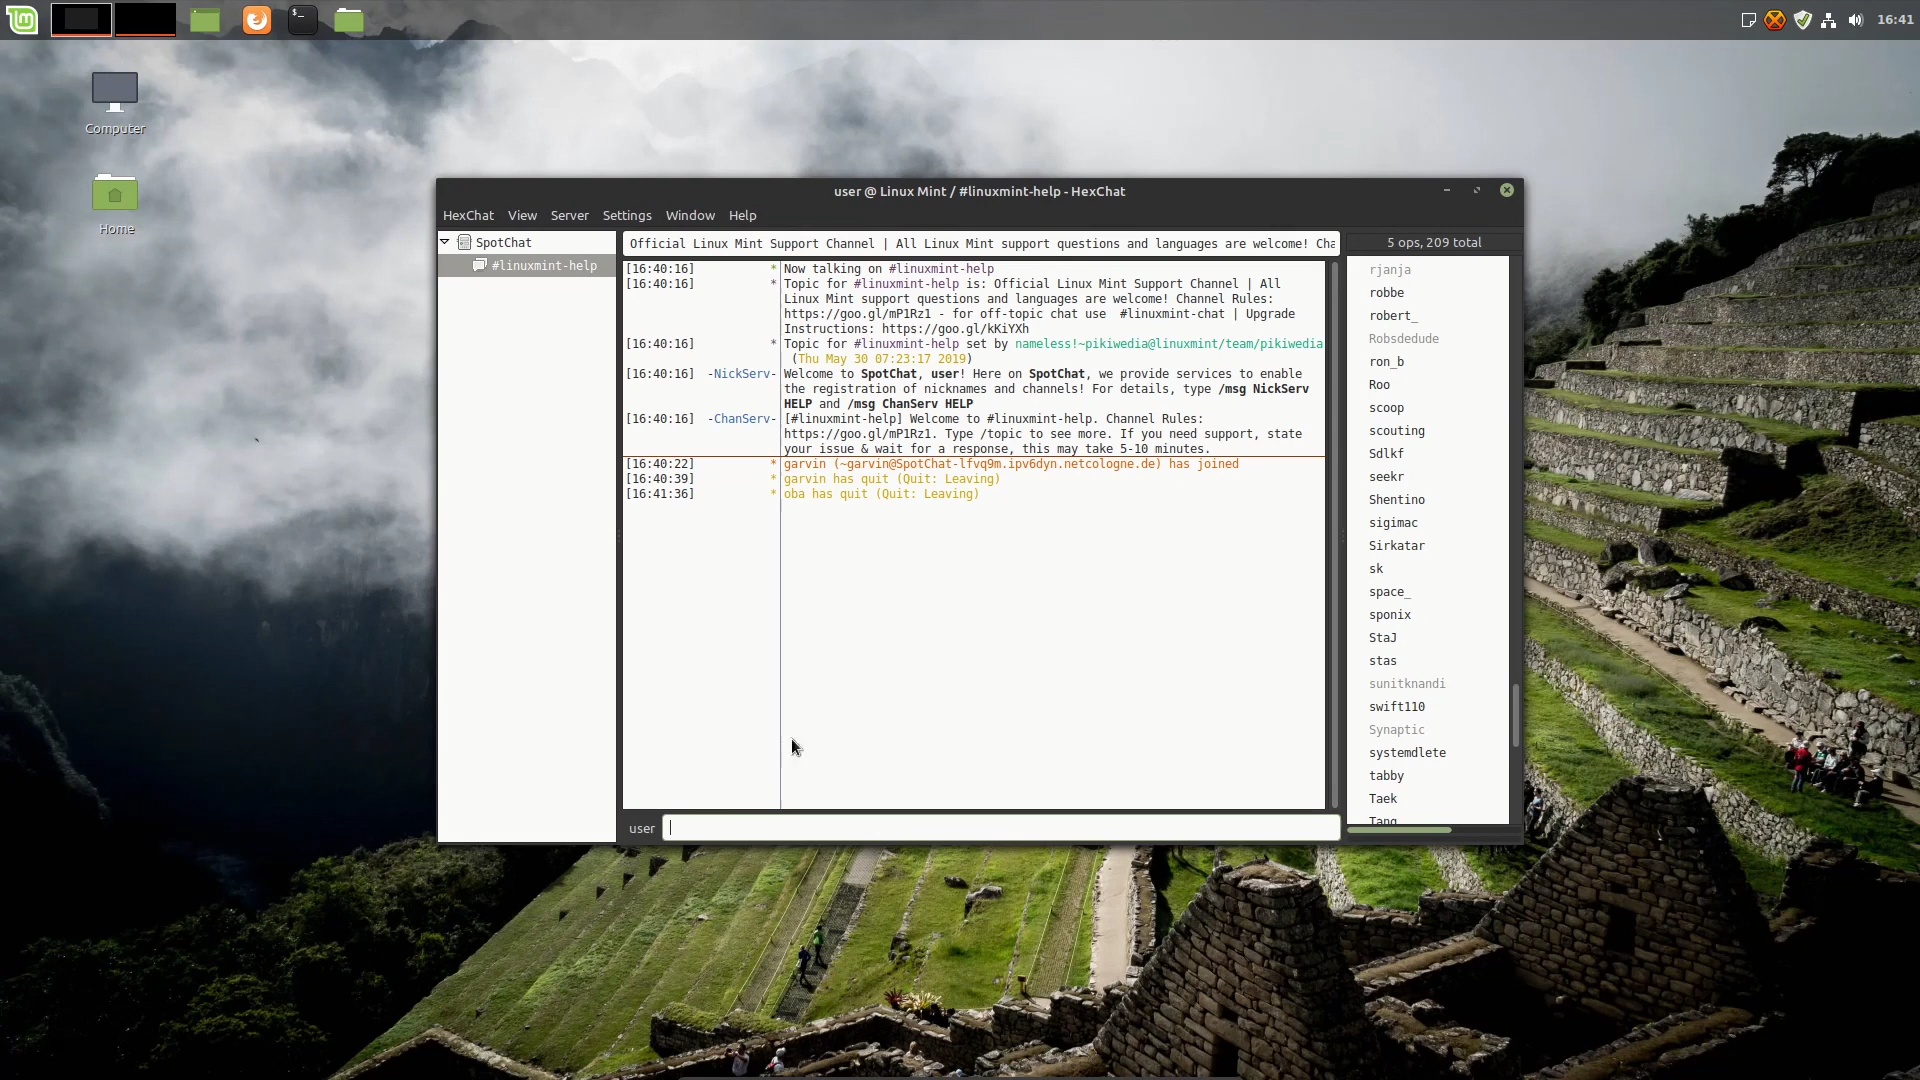 16:41
Computer
Home
user @ Linux Mint / #linuxmint-help - HexChat
HexChat View Server Settings Window Help
SpotChat
#linuxmint-help
Official Linux Mint Support Channel | All Linux Mint support questions and languages are welcome! Cha
5 ops, 209 total
[16:40:16] * Now talking on #linuxmint-help
[16:40:16] * Topic for #linuxmint-help is: Official Linux Mint Support Channel | All
Linux Mint support questions and languages are welcome! Channel Rules:
https://goo.gl/mP1Rz1 - for off-topic chat use  #linuxmint-chat | Upgrade
Instructions: https://goo.gl/kKiYXh
[16:40:16] * Topic for #linuxmint-help set by nameless!~pikiwedia@linuxmint/team/pikiwedia
(Thu May 30 07:23:17 2019)
[16:40:16] -NickServ- Welcome to SpotChat, user! Here on SpotChat, we provide services to enable
the registration of nicknames and channels! For details, type /msg NickServ
HELP and /msg ChanServ HELP
[16:40:16] -ChanServ- [#linuxmint-help] Welcome to #linuxmint-help. Channel Rules:
https://goo.gl/mP1Rz1. Type /topic to see more. If you need support, state
your issue & wait for a response, this may take 5-10 minutes.
[16:40:22] * garvin (~garvin@SpotChat-lfvq9m.ipv6dyn.netcologne.de) has joined
[16:40:39] * garvin has quit (Quit: Leaving)
[16:41:36] * oba has quit (Quit: Leaving)
user
rjanja
robbe
robert_
Robsdedude
ron_b
Roo
scoop
scouting
Sdlkf
seekr
Shentino
sigimac
Sirkatar
sk
space_
sponix
StaJ
stas
sunitknandi
swift110
Synaptic
systemdlete
tabby
Taek
Tang